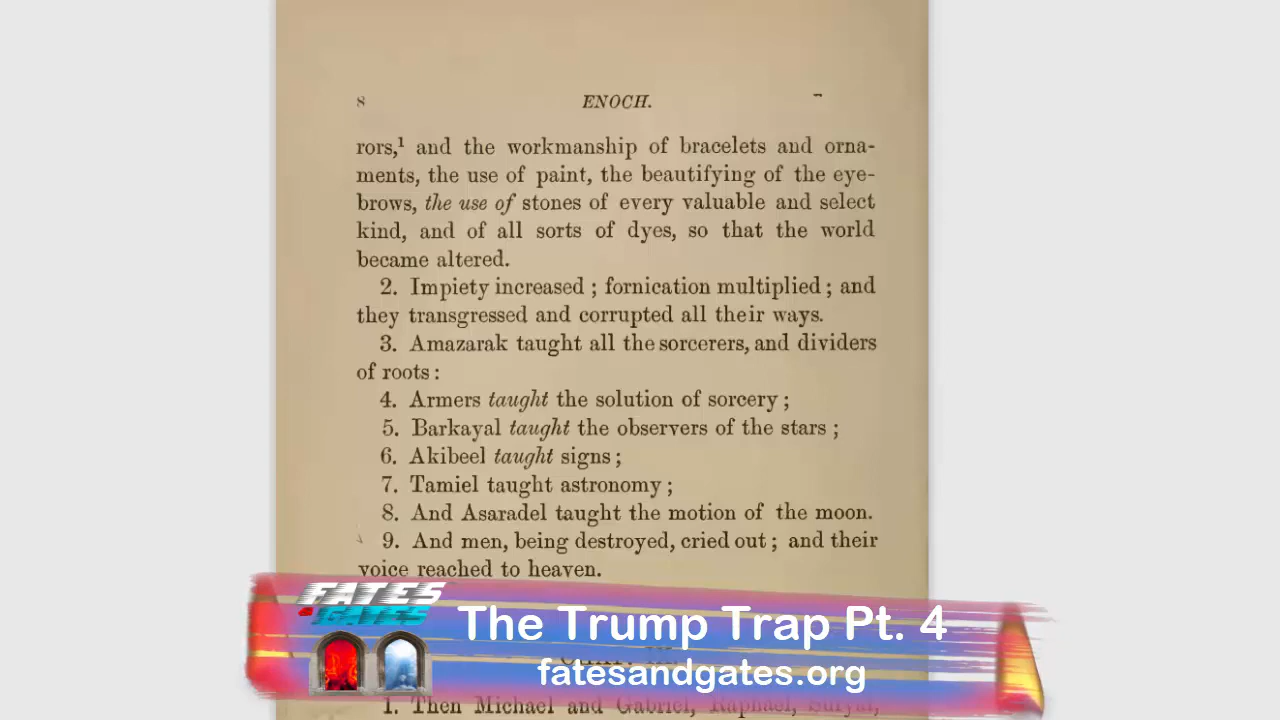 8 ENOCH.
rors,¹ and the workmanship of bracelets and orna-
ments, the use of paint, the beautifying of the eye-
brows, the use of stones of every valuable and select
kind, and of all sorts of dyes, so that the world
became altered.
2. Impiety increased ; fornication multiplied ; and
they transgressed and corrupted all their ways.
3. Amazarak taught all the sorcerers, and dividers
of roots :
4. Armers taught the solution of sorcery ;
5. Barkayal taught the observers of the stars ;
6. Akibeel taught signs ;
7. Tamiel taught astronomy ;
8. And Asaradel taught the motion of the moon.
9. And men, being destroyed, cried out ; and their
voice reached to heaven.
FATES
& GATES
The Trump Trap Pt. 4
fatesandgates.org
1. Then Michael and Gabriel, Raphael, Suryal,